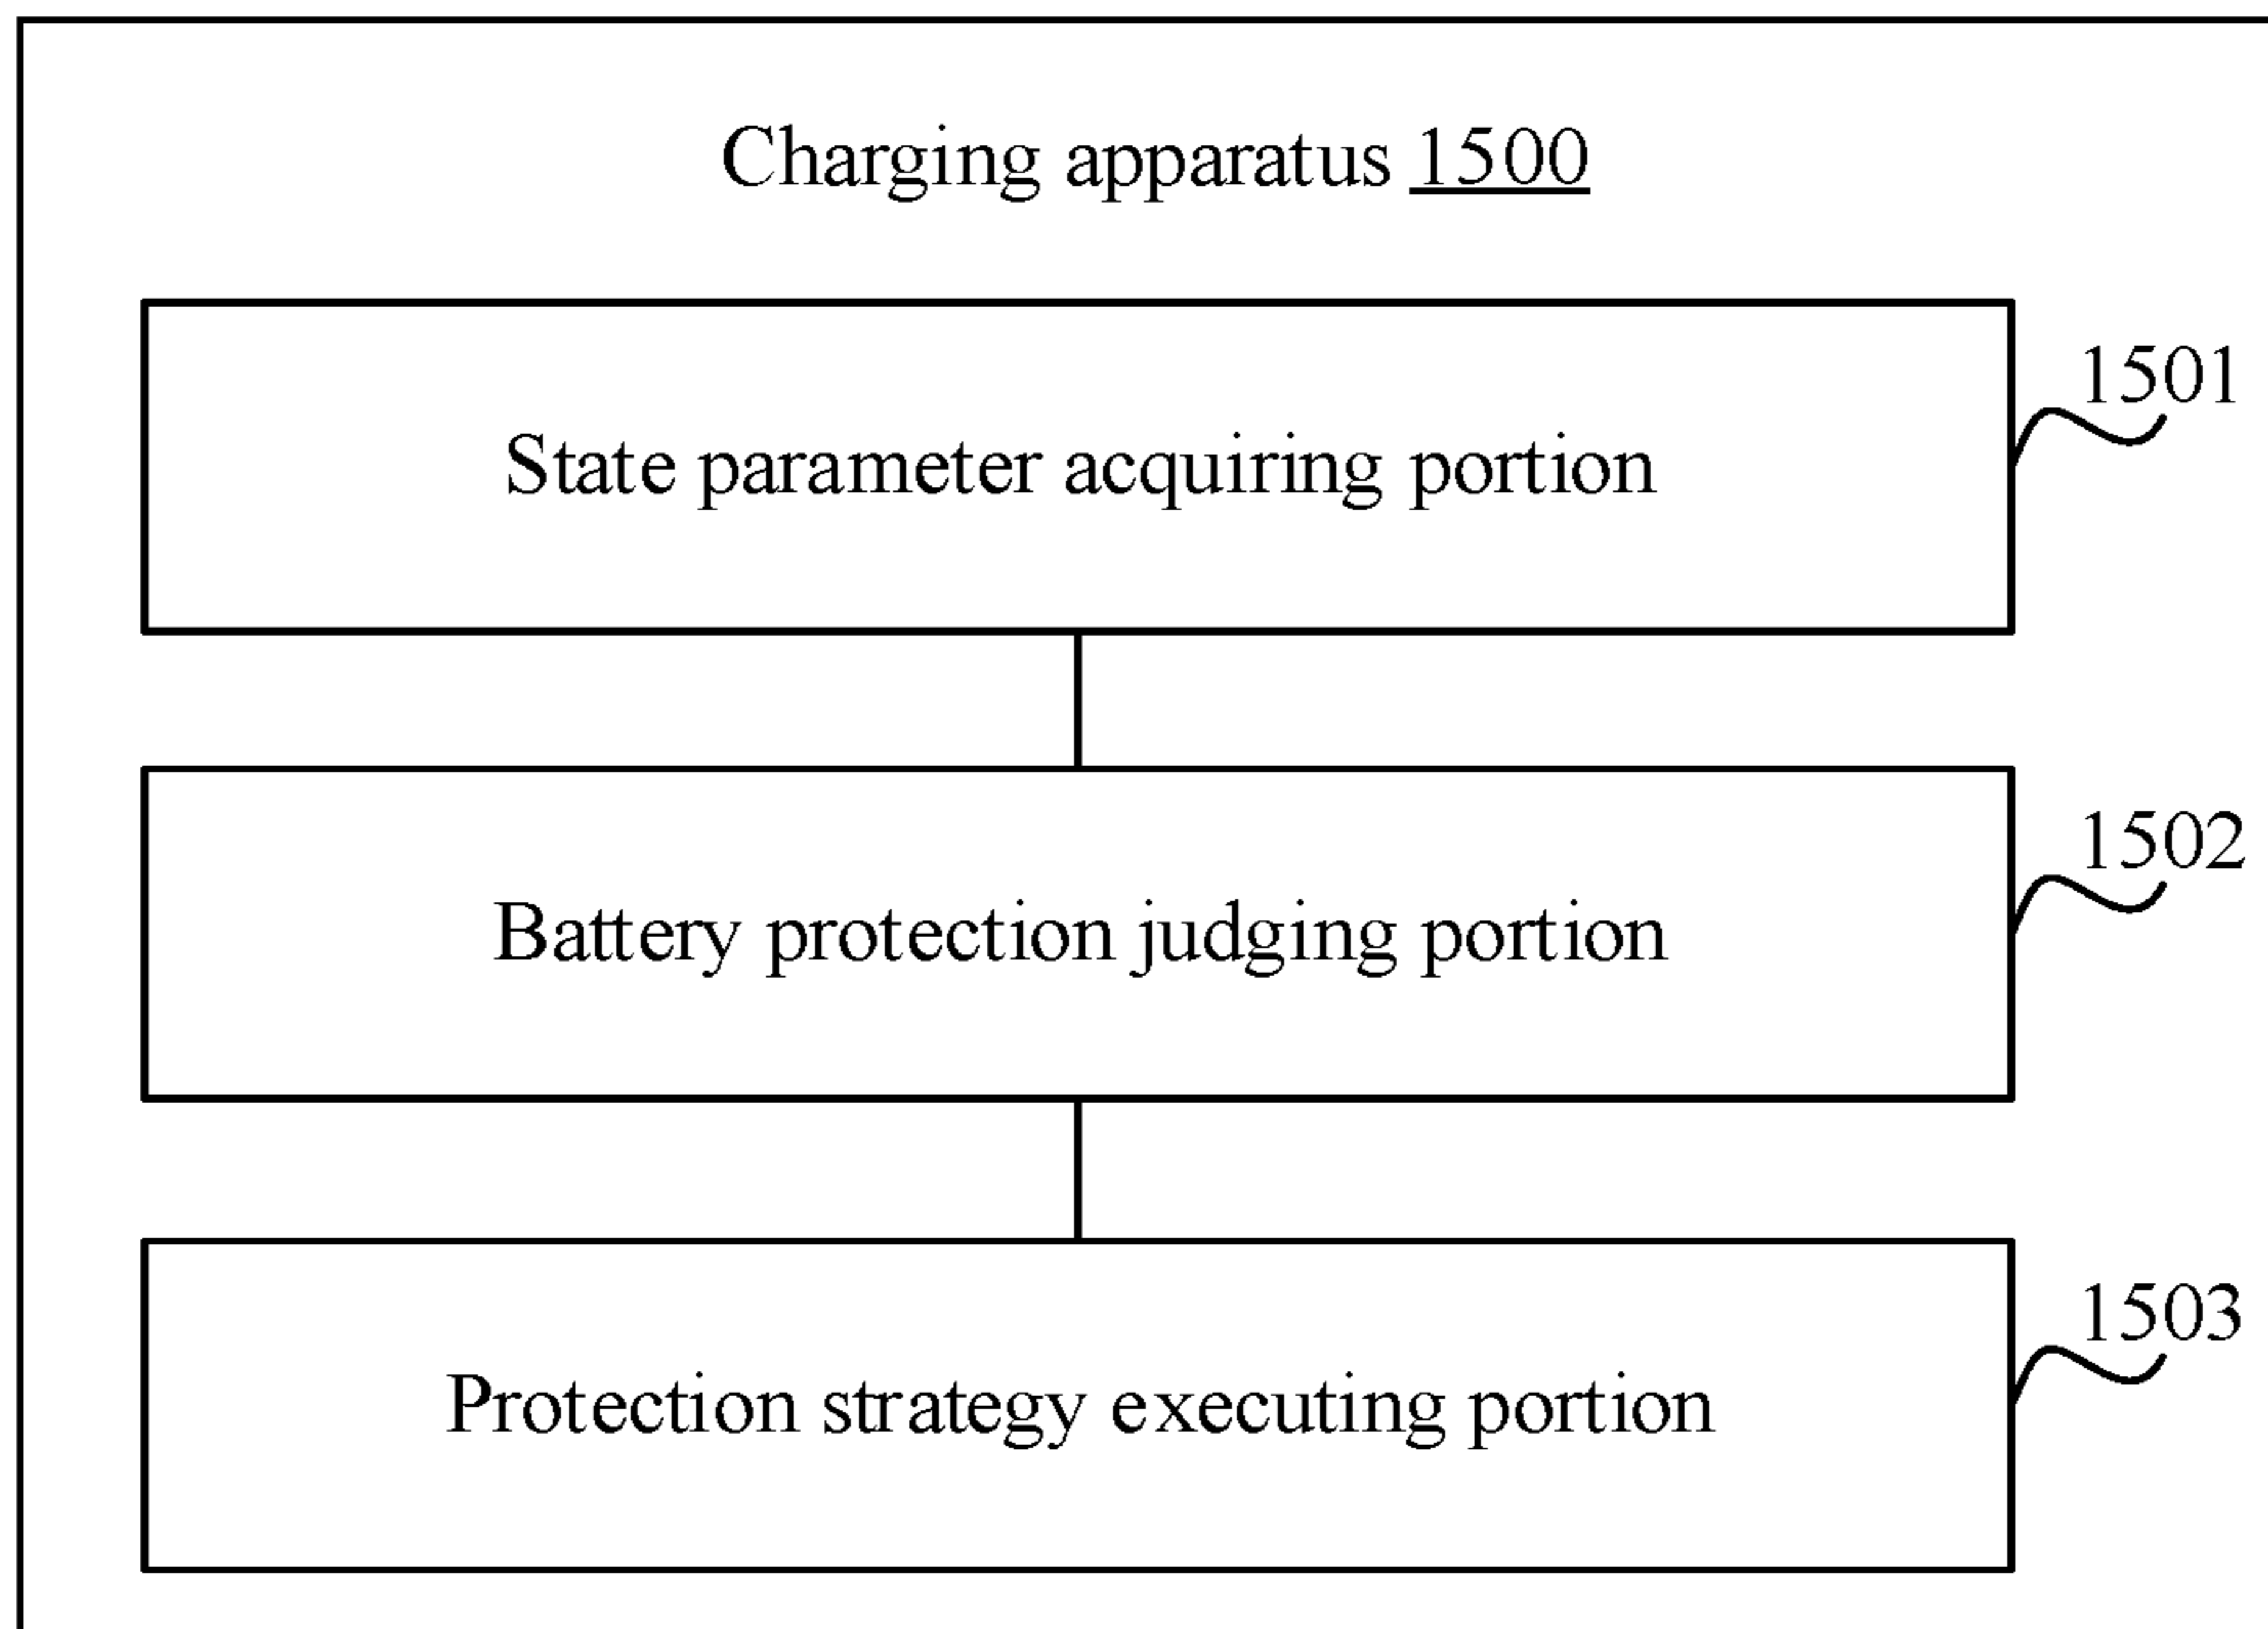 Charging apparatus 1500
1501
State parameter acquiring portion
1502
Battery protection judging portion
1503
Protection strategy executing portion